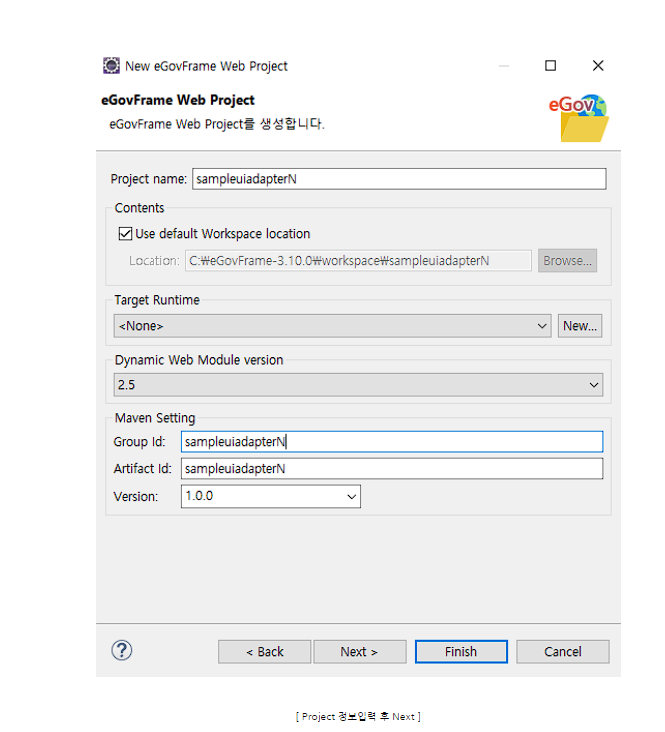 New eGovFrame Web Project
eGovFrame Web Project
eGovFrame Web Project를 생성합니다.
eGov
Project name: sampleuiadapterN
Contents
Use default Workspace location
Location: C:₩eGovFrame-3.10.0₩workspace₩sampleuiadapterN Browse...
Target Runtime
<None> New...
Dynamic Web Module version
2.5
Maven Setting
Group Id: sampleuiadapterN
Artifact Id: sampleuiadapterN
Version: 1.0.0
? < Back Next > Finish Cancel
[ Project 정보입력 후 Next ]